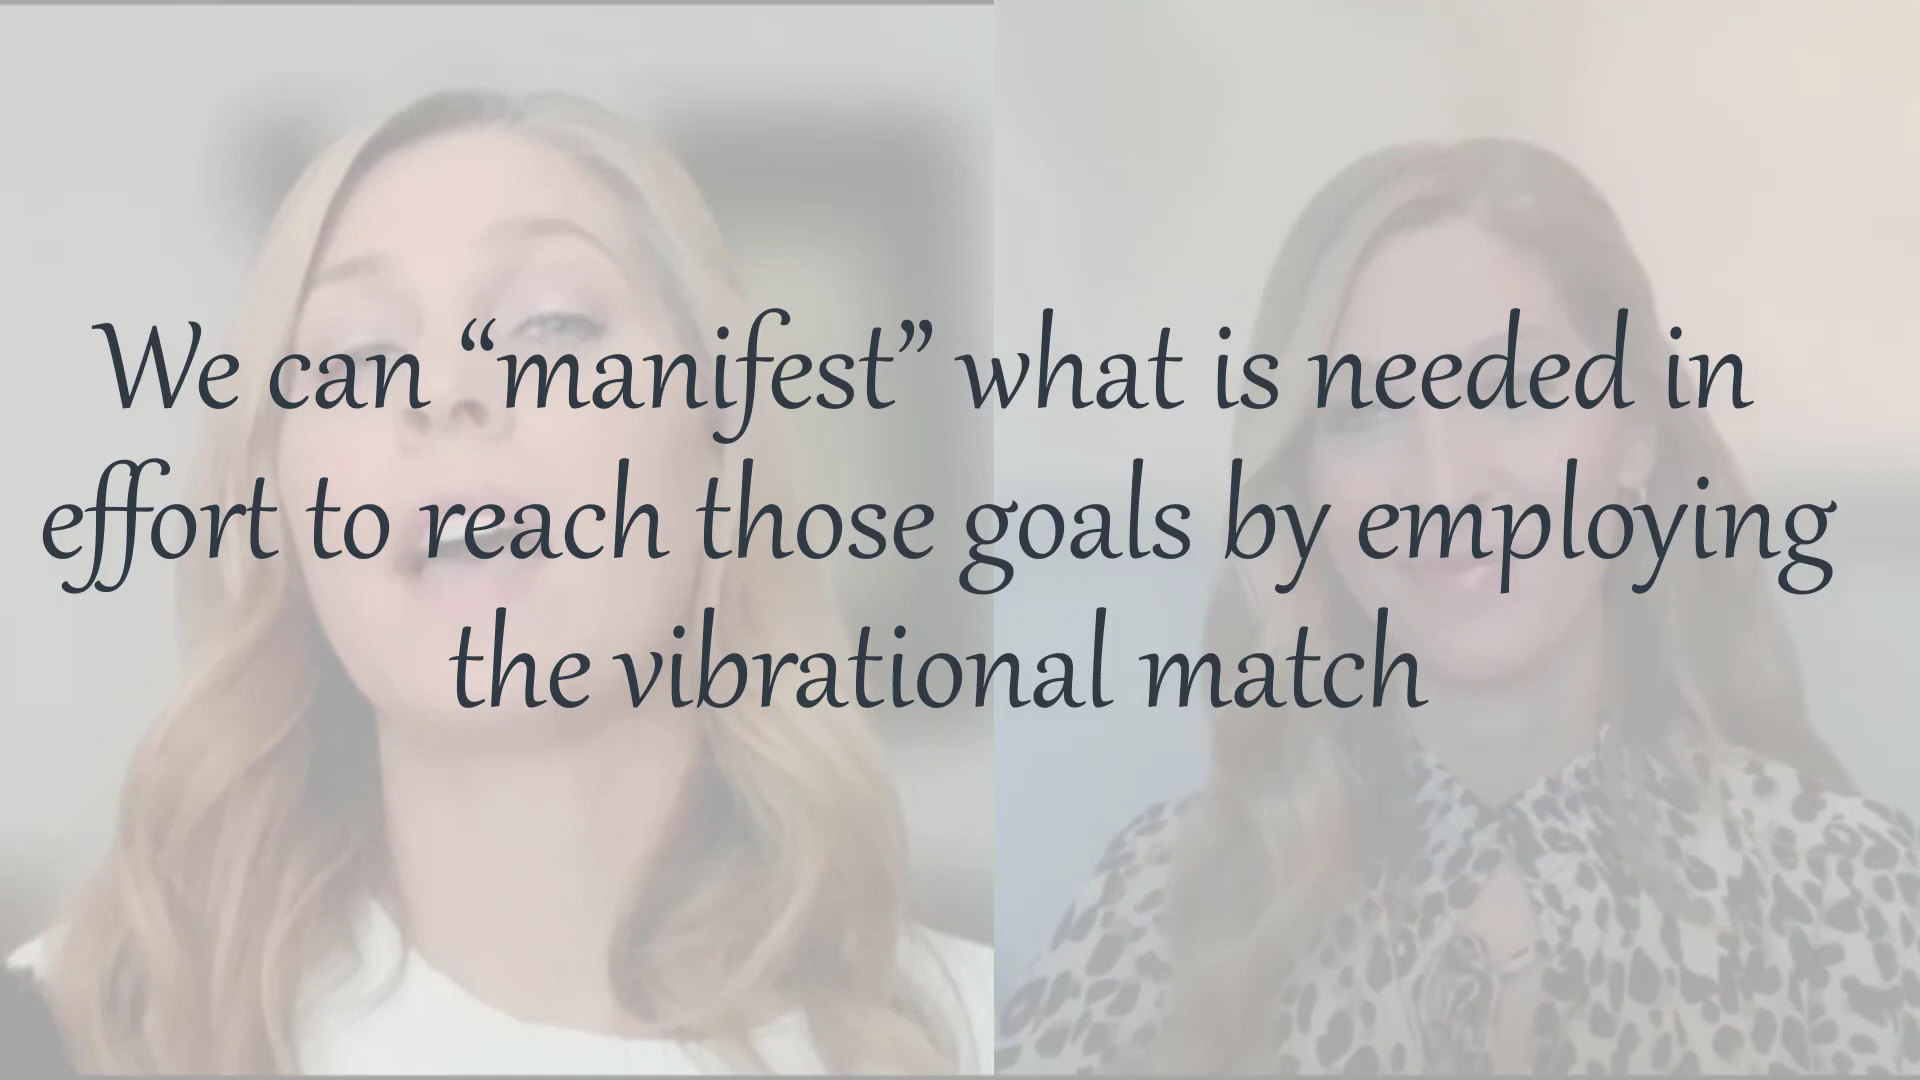 We can “manifest” what is needed in
effort to reach those goals by employing
the vibrational match